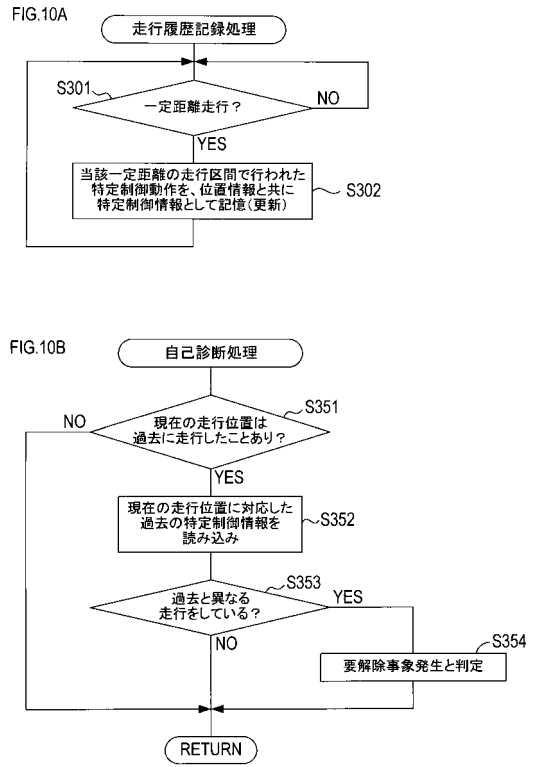 FIG.10A
走行履歴記録処理
S301
一定距離走行？
NO
YES
当該一定距離の走行区間で行われた
特定制御動作を、位置情報と共に
特定制御情報として記憶(更新)
S302
FIG.10B
自己診断処理
S351
NO
現在の走行位置は
過去に走行したことあり？
YES
現在の走行位置に対応した
過去の特定制御情報を
読み込み
S352
S353
過去と異なる
走行をしている？
YES
NO
S354
要解除事象発生と判定
RETURN